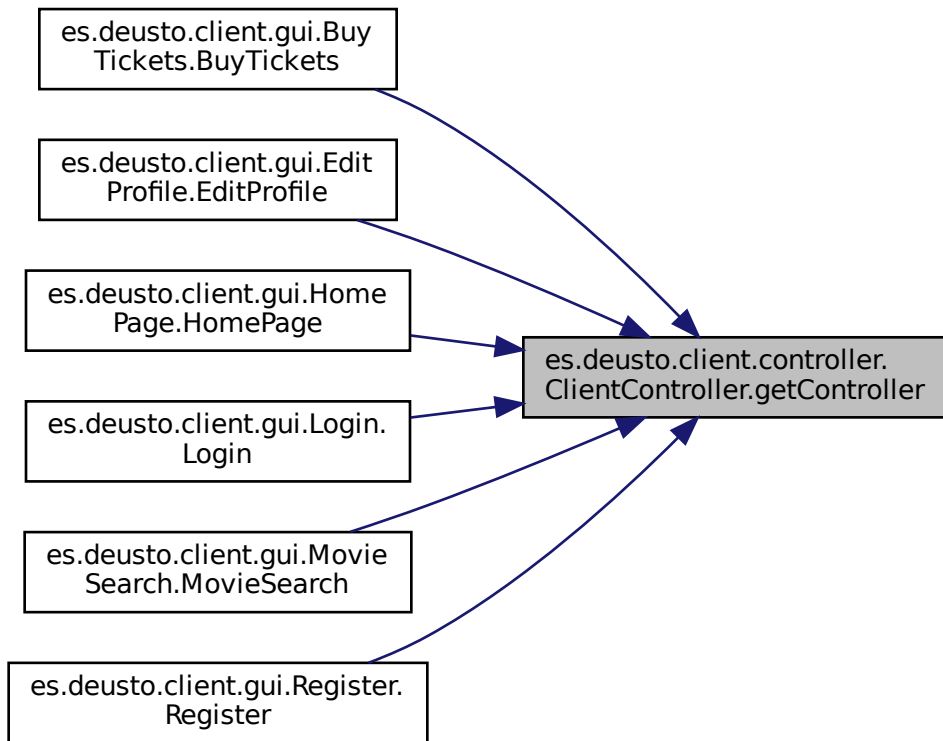 es.deusto.client.gui.Buy
Tickets.BuyTickets
es.deusto.client.gui.Edit
Profile.EditProfile
es.deusto.client.gui.Home
Page.HomePage
es.deusto.client.controller.
ClientController.getController
es.deusto.client.gui.Login.
Login
es.deusto.client.gui.Movie
Search.MovieSearch
es.deusto.client.gui.Register.
Register